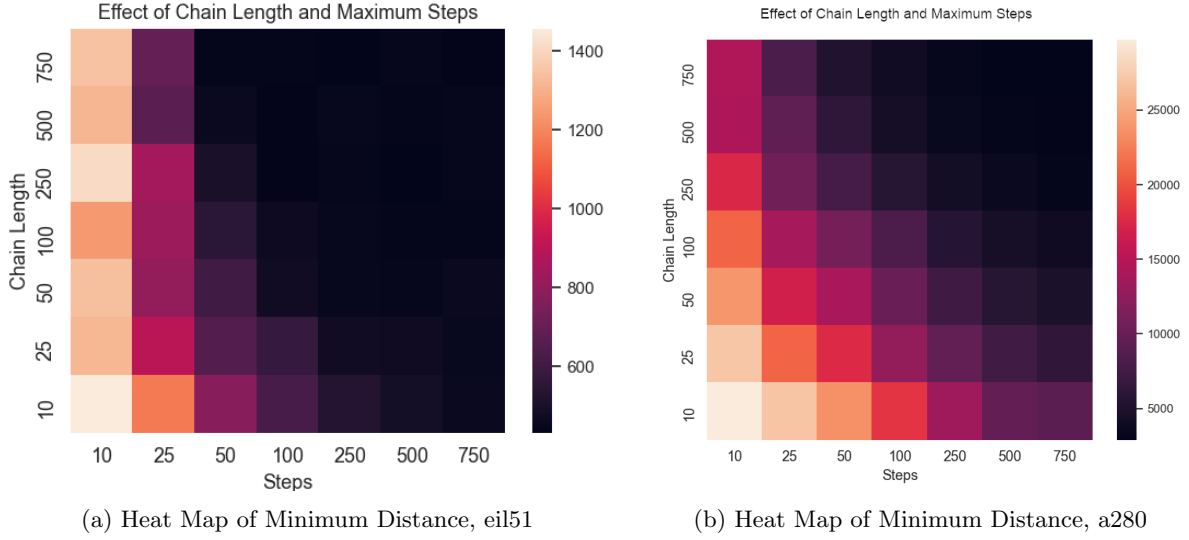 Effect of Chain Length and Maximum Steps
Chain Length
750
500
250
100
50
25
10
10 25 50 100 250 500 750
Steps
1400
1200
1000
800
600
(a) Heat Map of Minimum Distance, eil51
Effect of Chain Length and Maximum Steps
Chain Length
750
500
250
100
50
25
10
10 25 50 100 250 500 750
Steps
25000
20000
15000
10000
5000
(b) Heat Map of Minimum Distance, a280